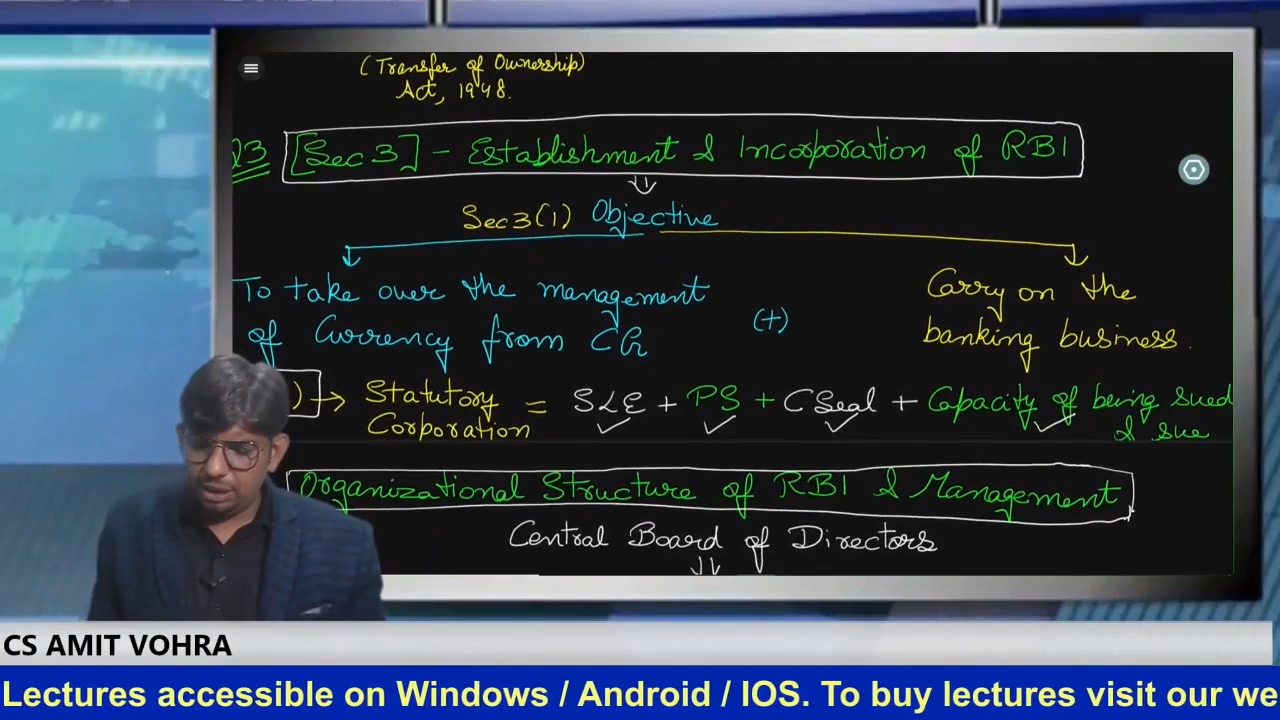 (Transfer of Ownership)
Act, 1948.
[Sec 3] - Establishment & Incorporation of RBI
Sec 3(1) Objective
To take over the management
of Currency from CG
(+)
Carry on the
banking business.
) → Statutory
Corporation = SLE + PS + CSeal + Capacity of being sued
& sue
Organizational Structure of RBI & Management
Central Board of Directors
CS AMIT VOHRA
Lectures accessible on Windows / Android / IOS. To buy lectures visit our we